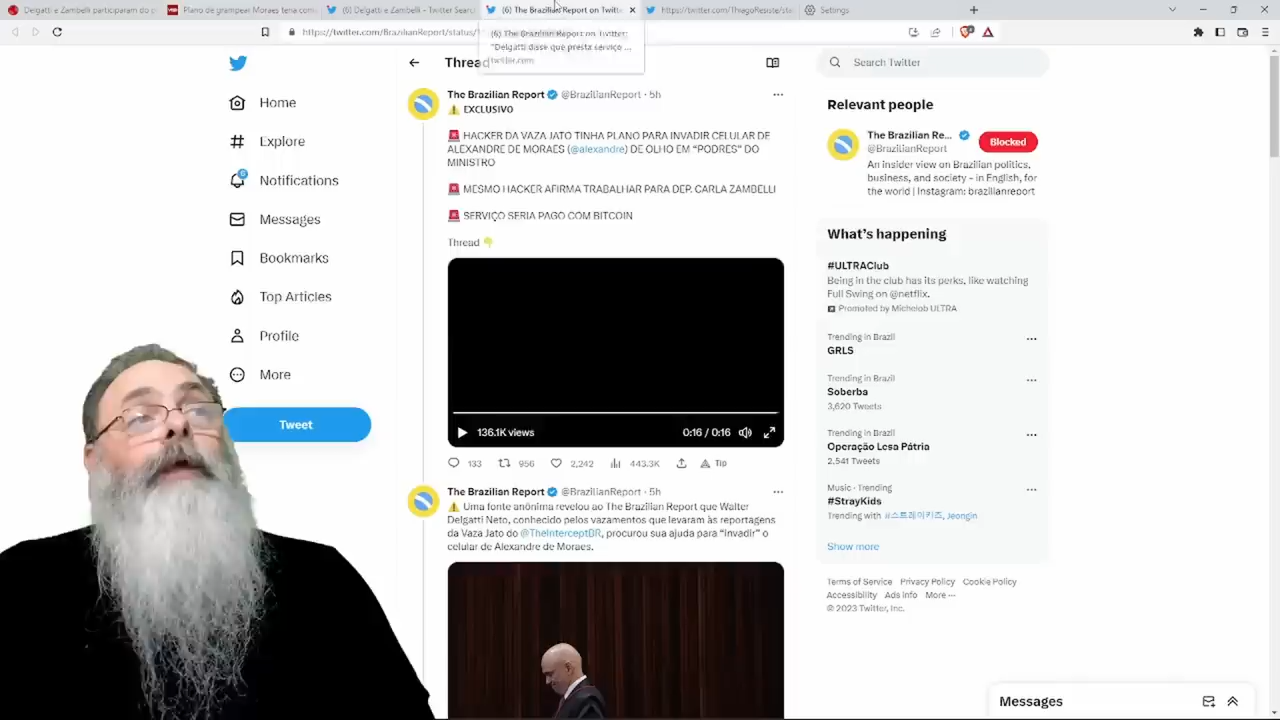 Delgatti e Zambelli participaram do p
Plano de grampear Moraes teria com
(6) Delgatti e Zambelli - Twitter Searc
(6) The Brazilian Report on Twitte
https://twitter.com/ThiagoResiste/sta
Settings
https://twitter.com/BrazilianReport/status/
(6) The Brazilian Report on Twitter:
"Delgatti disse que presta serviço ...
twitter.com
Home
Explore
6
Notifications
Messages
Bookmarks
Top Articles
Profile
More
Tweet
Thread
The Brazilian Report @BrazilianReport · 5h
⚠️ EXCLUSIVO
🚨 HACKER DA VAZA JATO TINHA PLANO PARA INVADIR CELULAR DE
ALEXANDRE DE MORAES (@alexandre) DE OLHO EM “PODRES” DO
MINISTRO
🚨 MESMO HACKER AFIRMA TRABALHAR PARA DEP. CARLA ZAMBELLI
🚨 SERVIÇO SERIA PAGO COM BITCOIN
Thread 👇
136.1K views
0:16 / 0:16
133 956 2,242 443.3K Tip
The Brazilian Report @BrazilianReport · 5h
⚠️ Uma fonte anônima revelou ao The Brazilian Report que Walter
Delgatti Neto, conhecido pelos vazamentos que levaram às reportagens
da Vaza Jato do @TheInterceptBR, procurou sua ajuda para “invadir” o
celular de Alexandre de Moraes.
Search Twitter
Relevant people
The Brazilian Re...
@BrazilianReport
Blocked
An insider view on Brazilian politics,
business, and society – in English, for
the world | Instagram: brazilianreport
What’s happening
#ULTRAClub
Being in the club has its perks, like watching
Full Swing on @netflix.
Promoted by Michelob ULTRA
Trending in Brazil
GRLS
Trending in Brazil
Soberba
3,620 Tweets
Trending in Brazil
Operação Lesa Pátria
2,541 Tweets
Music · Trending
#StrayKids
Trending with #스트레이키즈, Jeongin
Show more
Terms of Service Privacy Policy Cookie Policy
Accessibility Ads info More ···
© 2023 Twitter, Inc.
Messages